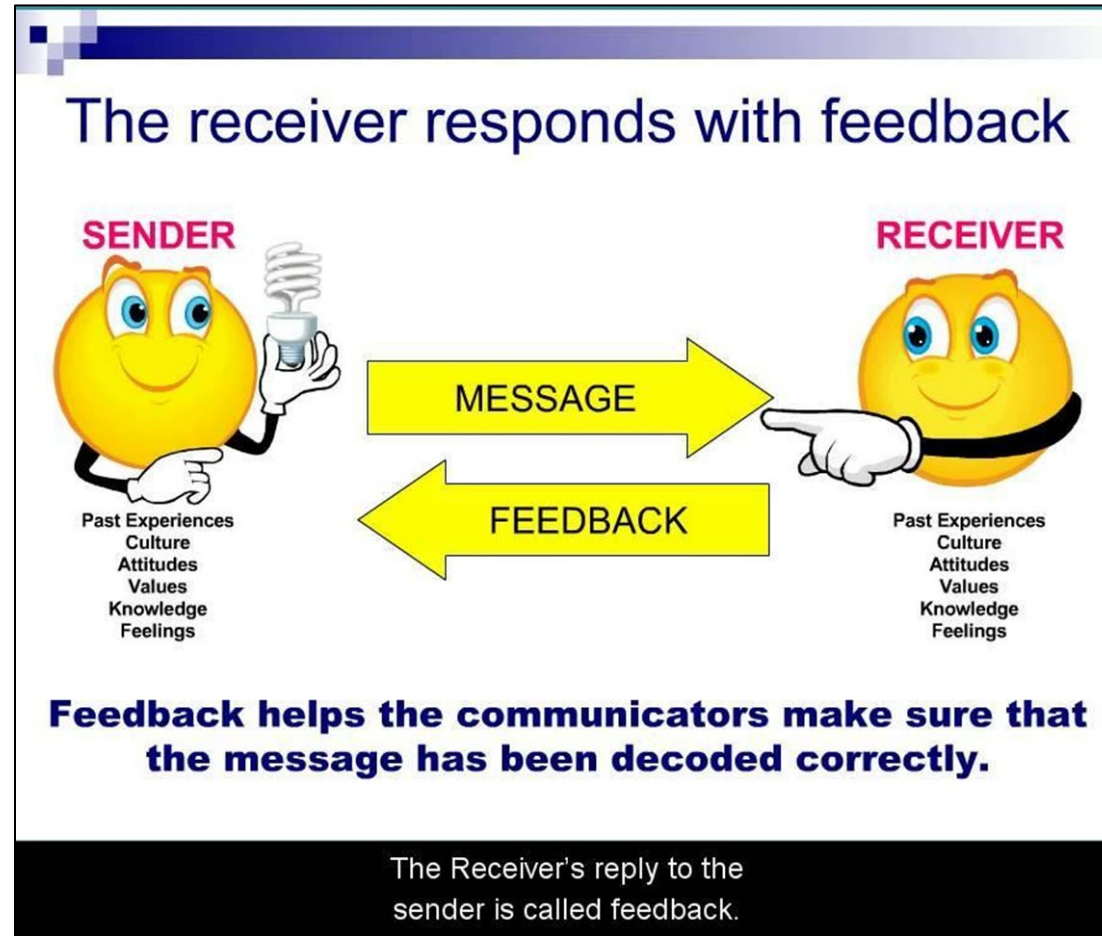 The receiver responds with feedback
SENDER
RECEIVER
MESSAGE
FEEDBACK
Past Experiences
Culture
Attitudes
Values
Knowledge
Feelings
Past Experiences
Culture
Attitudes
Values
Knowledge
Feelings
Feedback helps the communicators make sure that
the message has been decoded correctly.
The Receiver's reply to the
sender is called feedback.